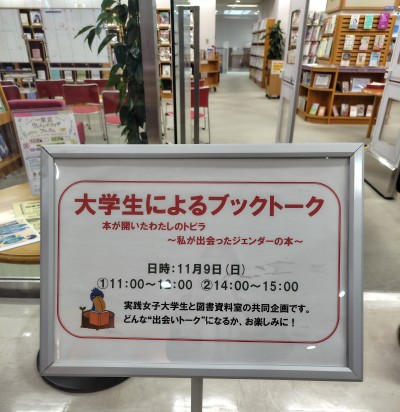 大学生によるブックトーク
本が開いたわたしのトビラ
～私が出会ったジェンダーの本～
日時：11月9日（日）
①11:00～12:00 ②14:00～15:00
実践女子大学生と図書資料室の共同企画です。
どんな“出会いトーク”になるか、お楽しみに！